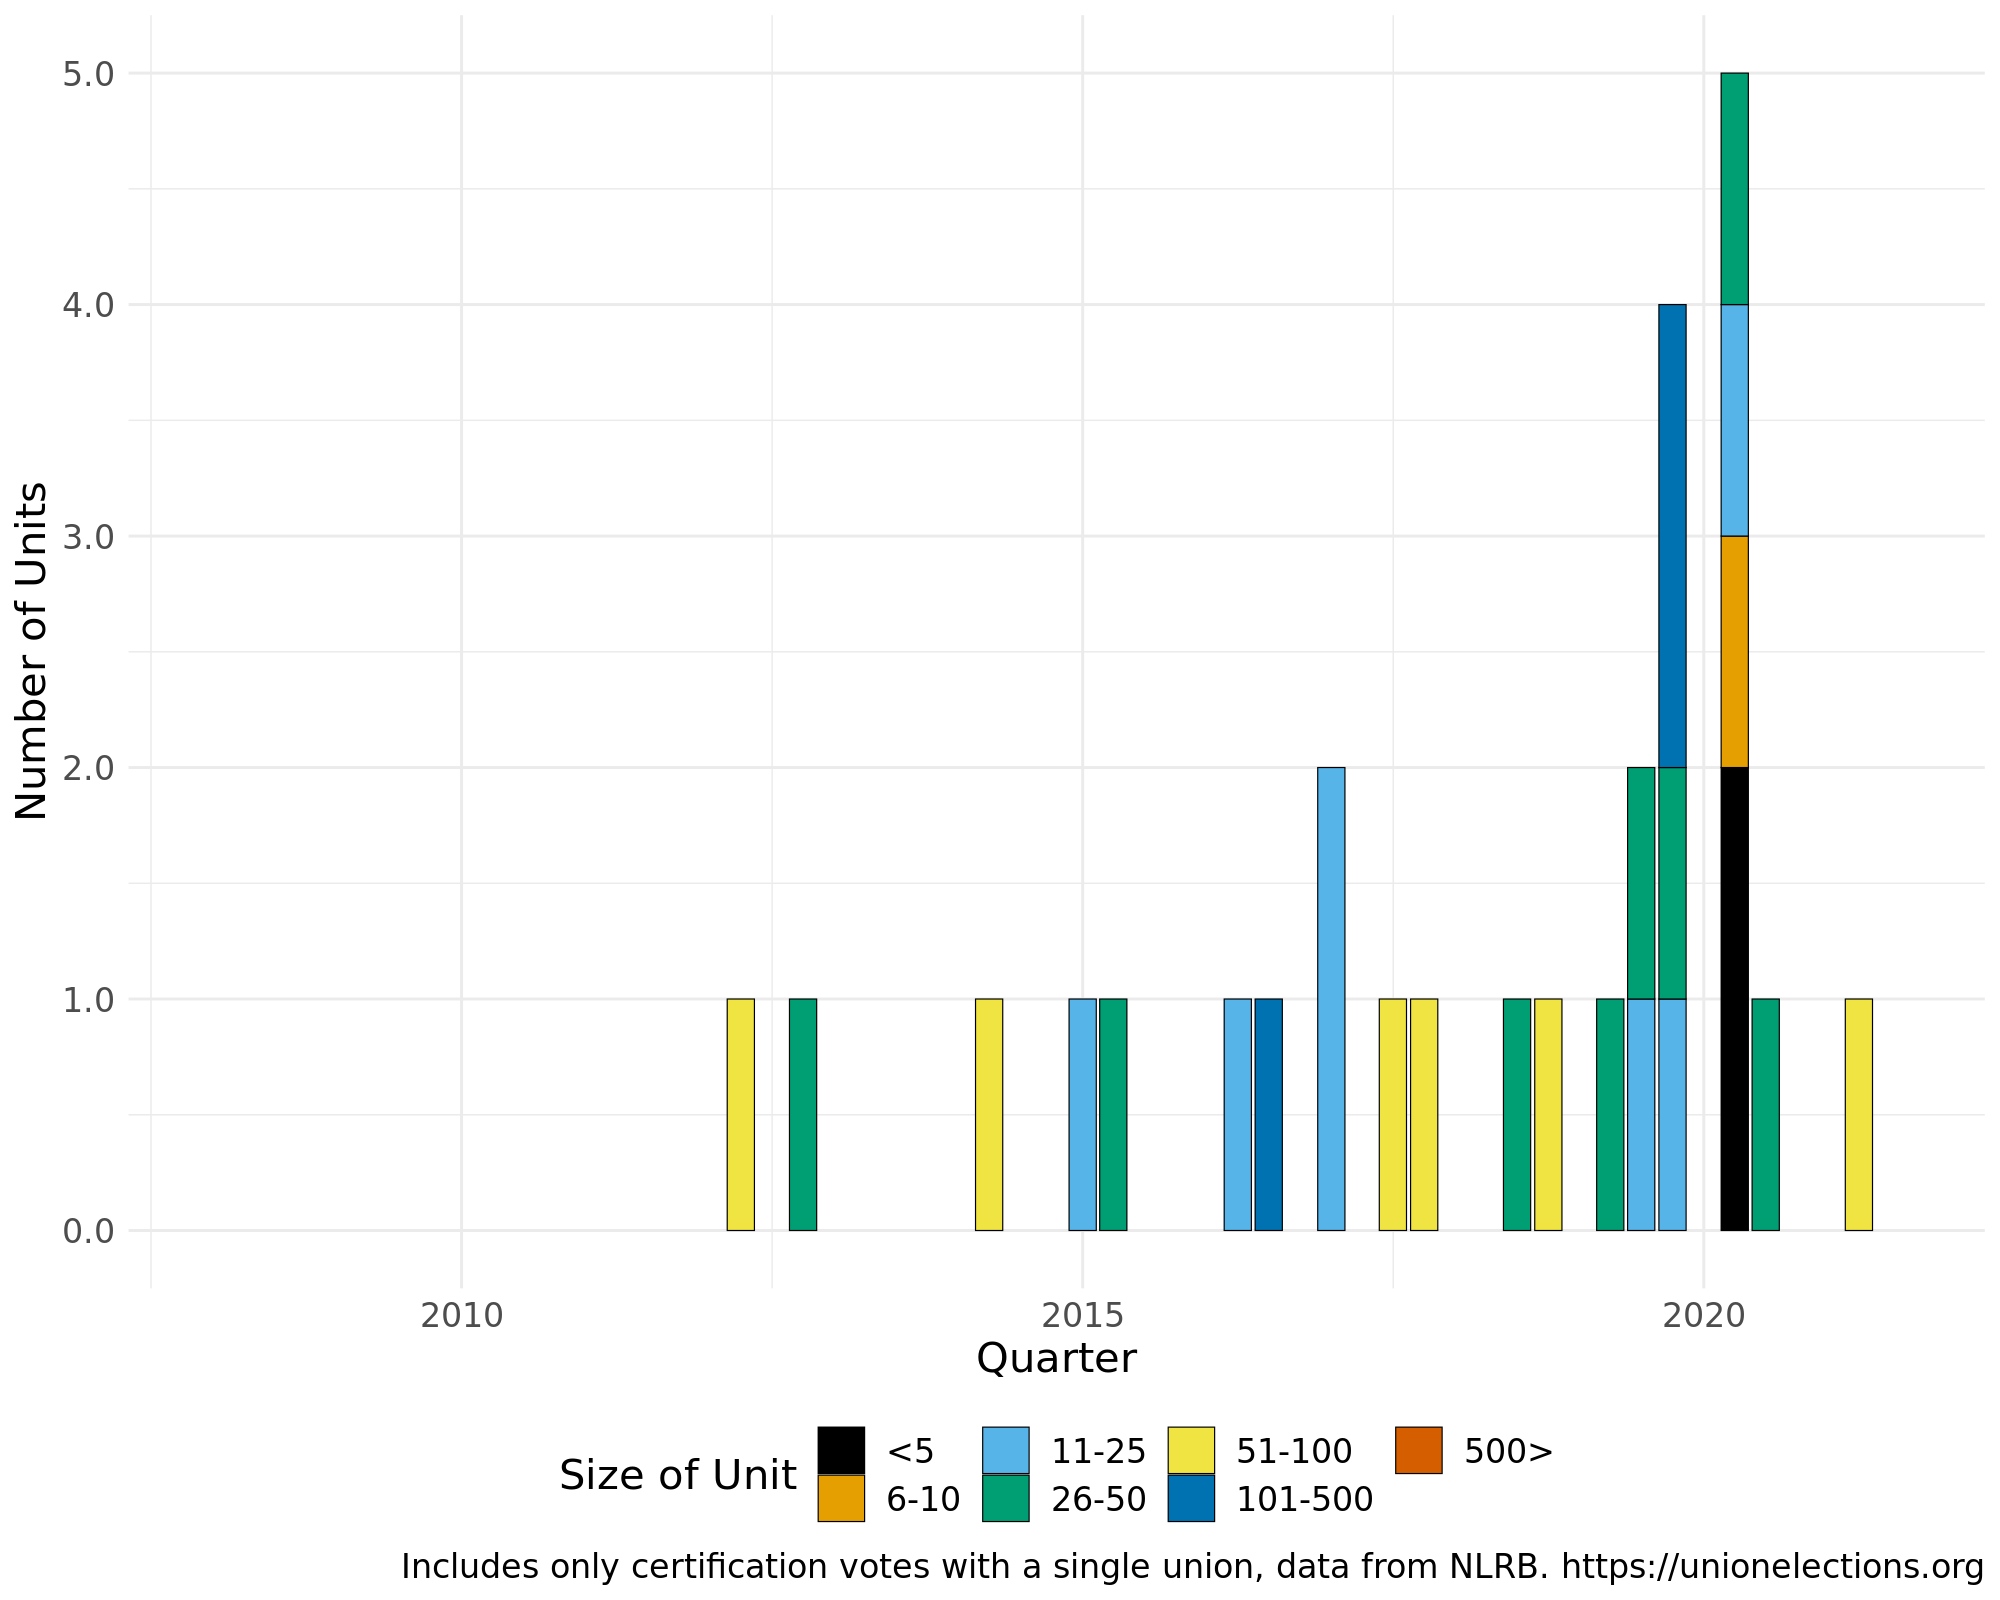 5.0
4.0
3.0
2.0
1.0
0.0
Number of Units
2010 2015 2020
Quarter
Size of Unit
<5 11-25 51-100 500>
6-10 26-50 101-500
Includes only certification votes with a single union, data from NLRB. https://unionelections.org